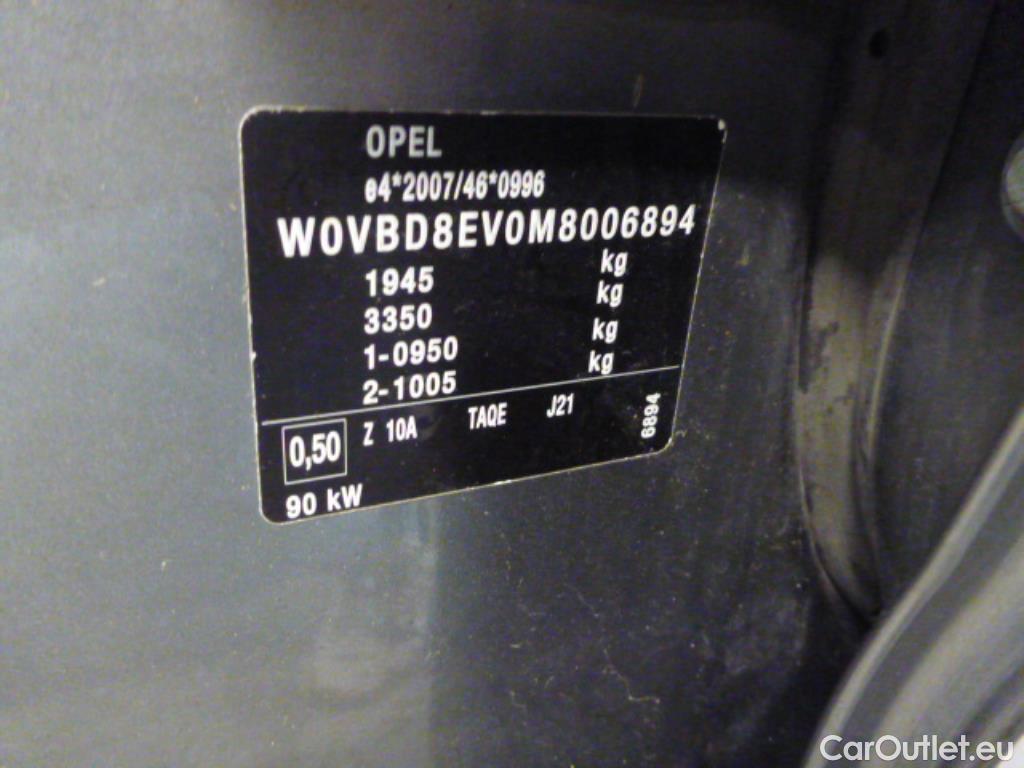 OPEL
e4*2007/46*0996
W0VBD8EV0M8006894
1945 kg
3350 kg
1-0950 kg
2-1005 kg
0,50 Z 10A TAQE J21 6894
90 kW
CarOutlet.eu